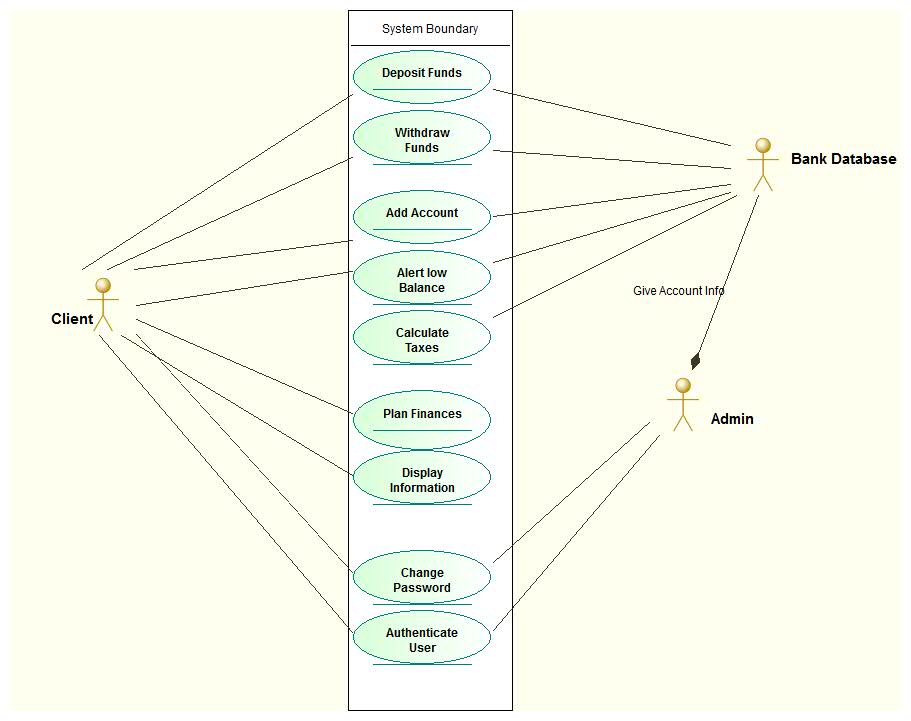 System Boundary
Deposit Funds
Withdraw
Funds
Bank Database
Add Account
Alert low
Balance
Give Account Info
Client
Calculate
Taxes
Plan Finances
Admin
Display
Information
Change
Password
Authenticate
User